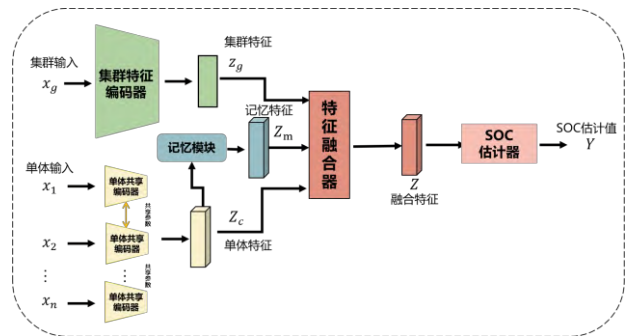 集群输入
x_g
集群特征
编码器
集群特征
z_g
单体输入
x_1
单体共享
编码器
共享参数
x_2
单体共享
编码器
共享参数
⋮
⋮
⋮
x_n
单体共享
编码器
记忆模块
记忆特征
Z_m
Z_c
单体特征
特征融合器
Z
融合特征
SOC
估计器
SOC估计值
Y